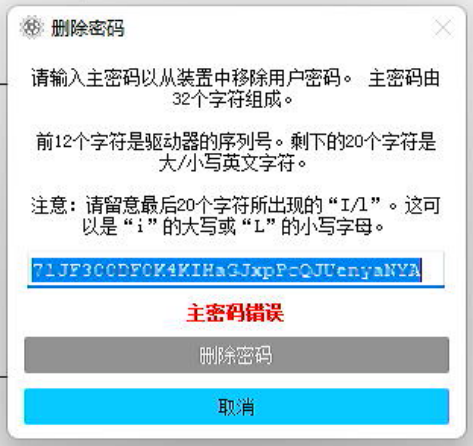 删除密码
请输入主密码以从装置中移除用户密码。 主密码由
32个字符组成。
前12个字符是驱动器的序列号。剩下的20个字符是
大/小写英文字符。
注意：请留意最后20个字符所出现的“I/l”。这可
以是“i”的大写或“L”的小写字母。
主密码错误
删除密码
取消